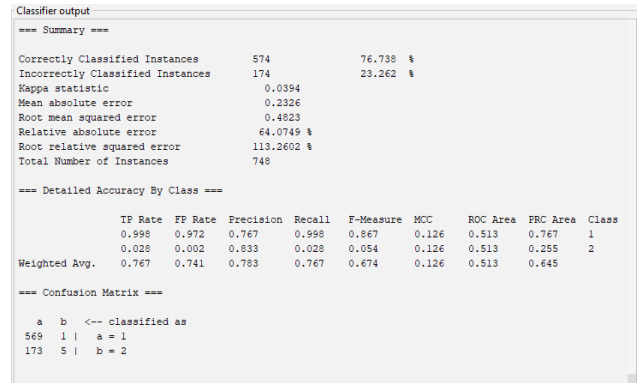 Classifier output
=== Summary ===
Correctly Classified Instances 574 76.738 %
Incorrectly Classified Instances 174 23.262 %
Kappa statistic 0.0394
Mean absolute error 0.2326
Root mean squared error 0.4823
Relative absolute error 64.0749 %
Root relative squared error 113.2602 %
Total Number of Instances 748
=== Detailed Accuracy By Class ===
TP Rate FP Rate Precision Recall F-Measure MCC ROC Area PRC Area Class
0.998 0.972 0.767 0.998 0.867 0.126 0.513 0.767 1
0.028 0.002 0.833 0.028 0.054 0.126 0.513 0.255 2
Weighted Avg. 0.767 0.741 0.783 0.767 0.674 0.126 0.513 0.645
=== Confusion Matrix ===
a b <-- classified as
569 1 | a = 1
173 5 | b = 2